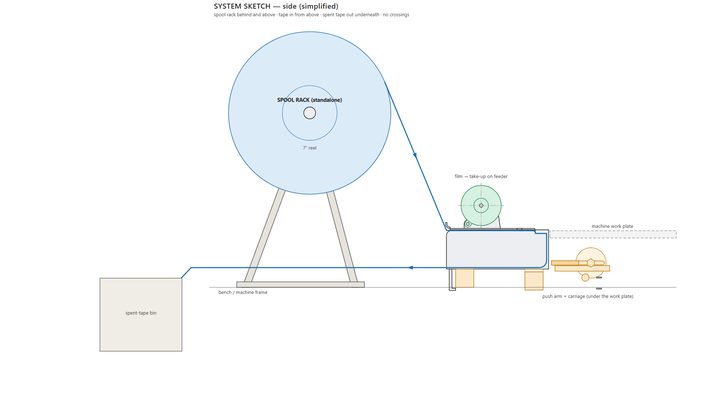 SYSTEM SKETCH — side (simplified)
spool rack behind and above · tape in from above · spent tape out underneath · no crossings
SPOOL RACK (standalone)
7" reel
film — take-up on feeder
machine work plate
bench / machine frame
push arm + carriage (under the work plate)
spent-tape bin